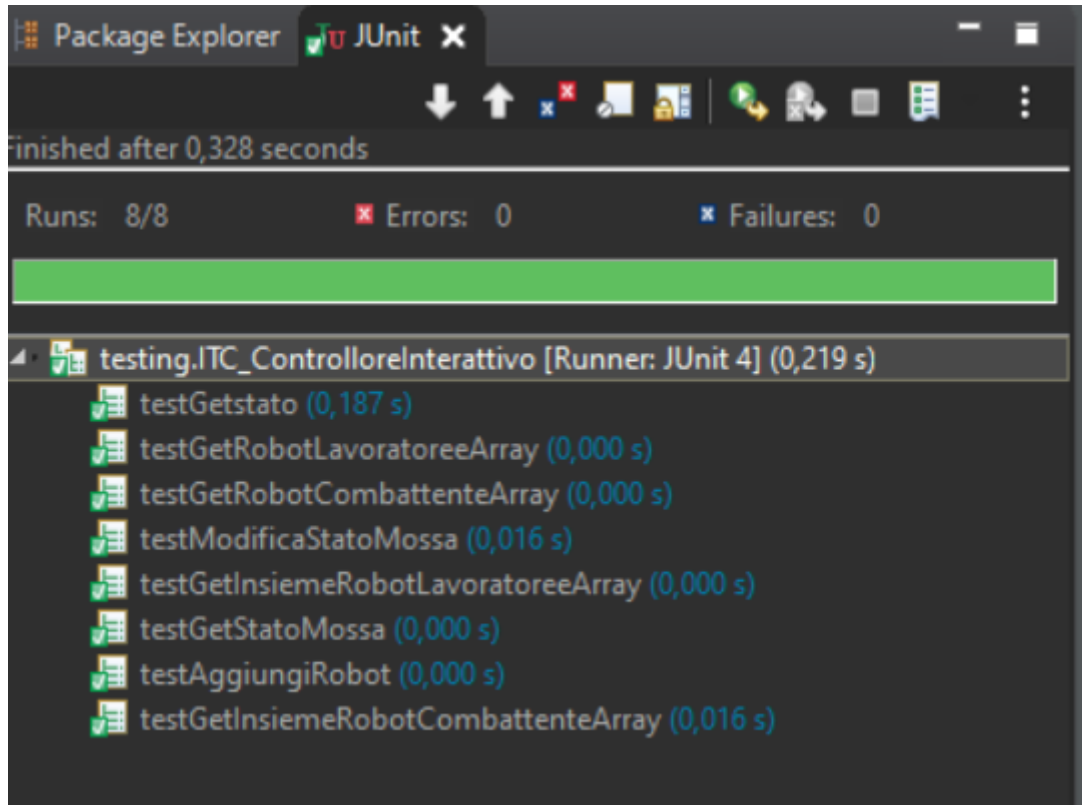 Package Explorer JUnit
Finished after 0,328 seconds
Runs: 8/8 Errors: 0 Failures: 0
testing.ITC_ControlloreInterattivo [Runner: JUnit 4] (0,219 s)
testGetstato (0,187 s)
testGetRobotLavoratoreeArray (0,000 s)
testGetRobotCombattenteArray (0,000 s)
testModificaStatoMossa (0,016 s)
testGetInsiemeRobotLavoratoreeArray (0,000 s)
testGetStatoMossa (0,000 s)
testAggiungiRobot (0,000 s)
testGetInsiemeRobotCombattenteArray (0,016 s)